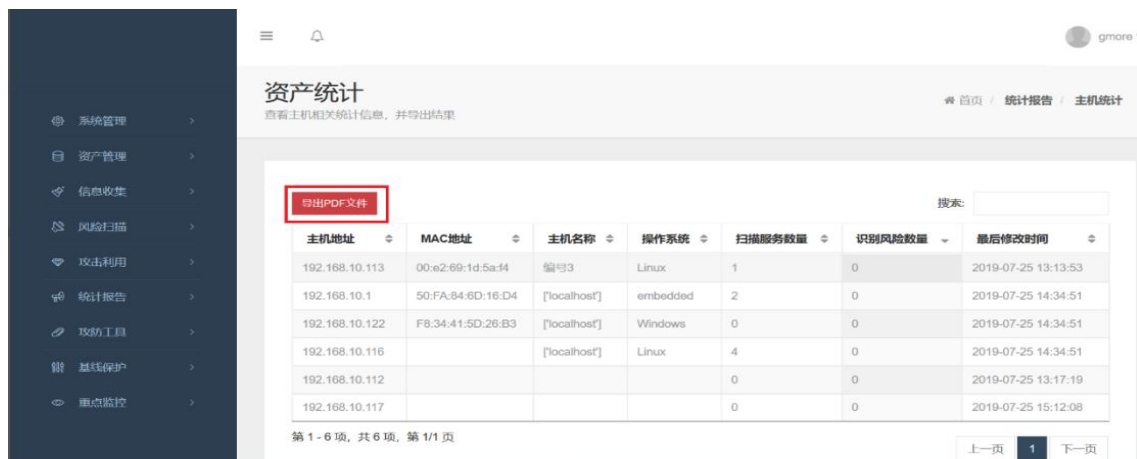 gmore
资产统计
查看主机相关统计信息，并导出结果
首页 / 统计报告 / 主机统计
系统管理
资产管理
信息收集
风险扫描
攻击利用
统计报告
攻防工具
基线保护
重点监控
导出PDF文件
搜索:
主机地址 MAC地址 主机名称 操作系统 扫描服务数量 识别风险数量 最后修改时间
192.168.10.113 00:e2:69:1d:5a:f4 编号3 Linux 1 0 2019-07-25 13:13:53
192.168.10.1 50:FA:84:6D:16:D4 ['localhost'] embedded 2 0 2019-07-25 14:34:51
192.168.10.122 F8:34:41:5D:26:B3 ['localhost'] Windows 0 0 2019-07-25 14:34:51
192.168.10.116 ['localhost'] Linux 4 0 2019-07-25 14:34:51
192.168.10.112 0 0 2019-07-25 13:17:19
192.168.10.117 0 0 2019-07-25 15:12:08
第 1 - 6 项, 共 6 项, 第 1/1 页
上一页 1 下一页